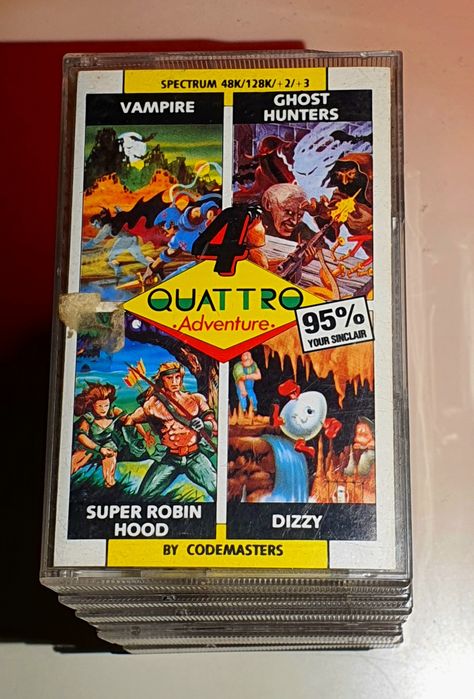 SPECTRUM 48K/128K/+2/+3
VAMPIRE
GHOST
HUNTERS
4
QUATTRO
•Adventure•
95%
YOUR SINCLAIR
SUPER ROBIN
HOOD
DIZZY
BY CODEMASTERS